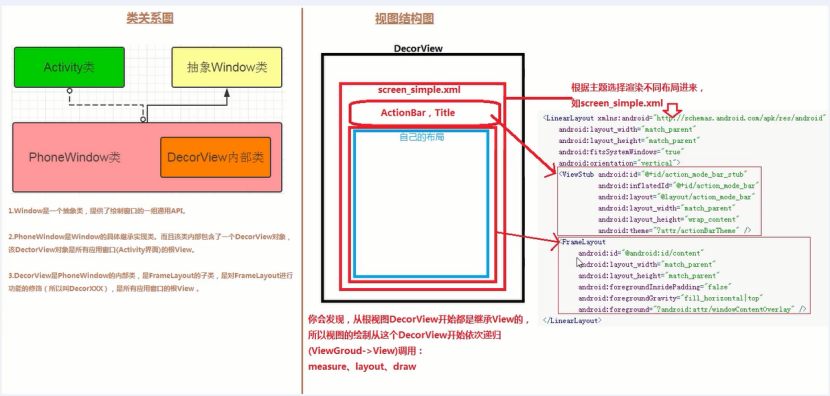 类关系图
Activity类
抽象Window类
PhoneWindow类
DecorView内部类
1.Window是一个抽象类，提供了绘制窗口的一组通用API。
2.PhoneWindow是Window的具体继承实现类。而且该类内部包含了一个DecorView对象，
该DectorView对象是所有应用窗口(Activity界面)的根View。
3.DecorView是PhoneWindow的内部类，是FrameLayout的子类，是对FrameLayout进行
功能的修饰（所以叫DecorXXX），是所有应用窗口的根View 。
视图结构图
DecorView
screen_simple.xml
ActionBar，Title
自己的布局
根据主题选择渲染不同布局进来，
如screen_simple.xml
<LinearLayout xmlns:android="http://schemas.android.com/apk/res/android"
android:layout_width="match_parent"
android:layout_height="match_parent"
android:fitsSystemWindows="true"
android:orientation="vertical">
<ViewStub android:id="@+id/action_mode_bar_stub"
android:inflatedId="@+id/action_mode_bar"
android:layout="@layout/action_mode_bar"
android:layout_width="match_parent"
android:layout_height="wrap_content"
android:theme="?attr/actionBarTheme" />
<FrameLayout
android:id="@android:id/content"
android:layout_width="match_parent"
android:layout_height="match_parent"
android:foregroundInsidePadding="false"
android:foregroundGravity="fill_horizontal|top"
android:foreground="?android:attr/windowContentOverlay" />
</LinearLayout>
你会发现，从根视图DecorView开始都是继承View的，
所以视图的绘制从这个DecorView开始依次递归
(ViewGroud->View)调用：
measure、layout、draw